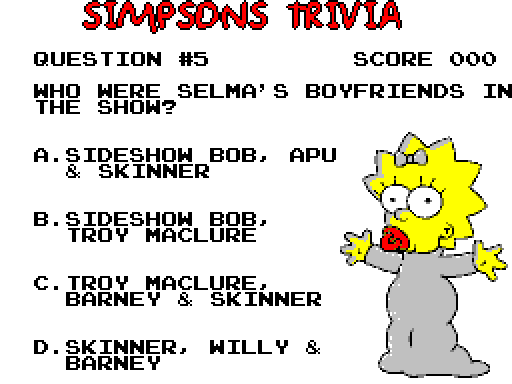 SIMPSONS TRIVIA
QUESTION #5 SCORE 000
WHO WERE SELMA'S BOYFRIENDS IN
THE SHOW?
A.SIDESHOW BOB, APU
& SKINNER
B.SIDESHOW BOB,
TROY MACLURE
C.TROY MACLURE,
BARNEY & SKINNER
D.SKINNER, WILLY &
BARNEY